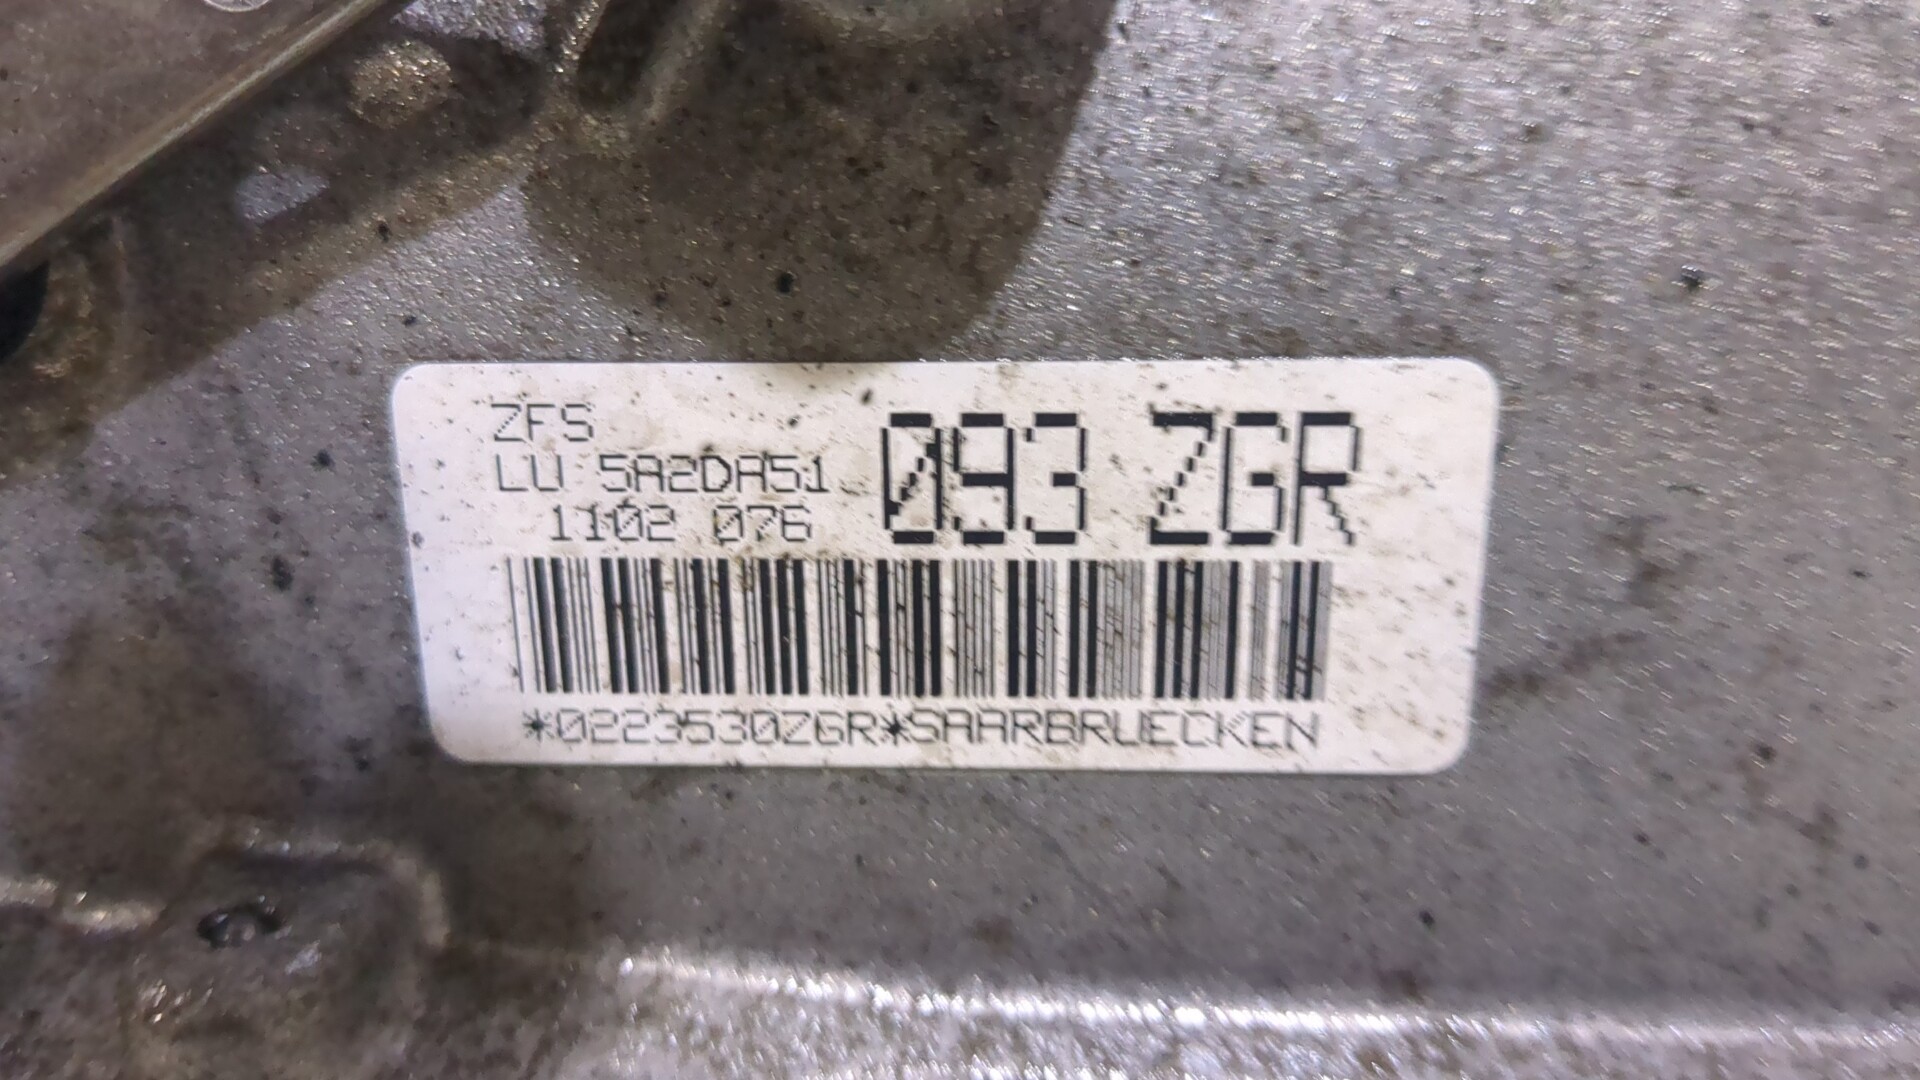 ZFS
LU 5A2DA51
1102 076
093 ZGR
*0223530ZGR*SAARBRUECKEN